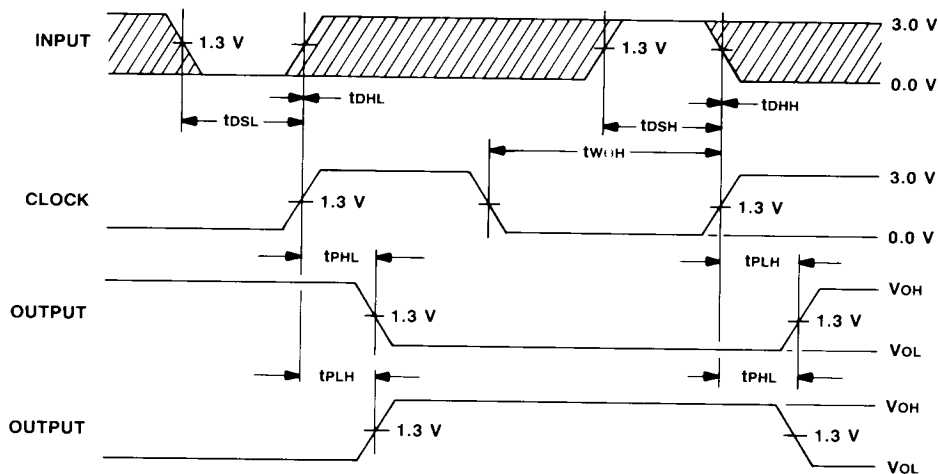 3.0 V
INPUT
1.3 V
1.3 V
0.0 V
tDHL
tDHH
tDSL
tDSH
tWΦH
3.0 V
CLOCK
1.3 V
1.3 V
0.0 V
tPHL
tPLH
VOH
OUTPUT
1.3 V
1.3 V
VOL
tPLH
tPHL
VOH
OUTPUT
1.3 V
1.3 V
VOL